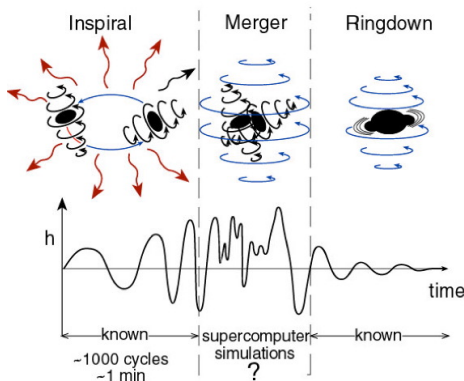 Inspiral
Merger
Ringdown
h
time
known
supercomputer
simulations
?
known
~1000 cycles
~1 min